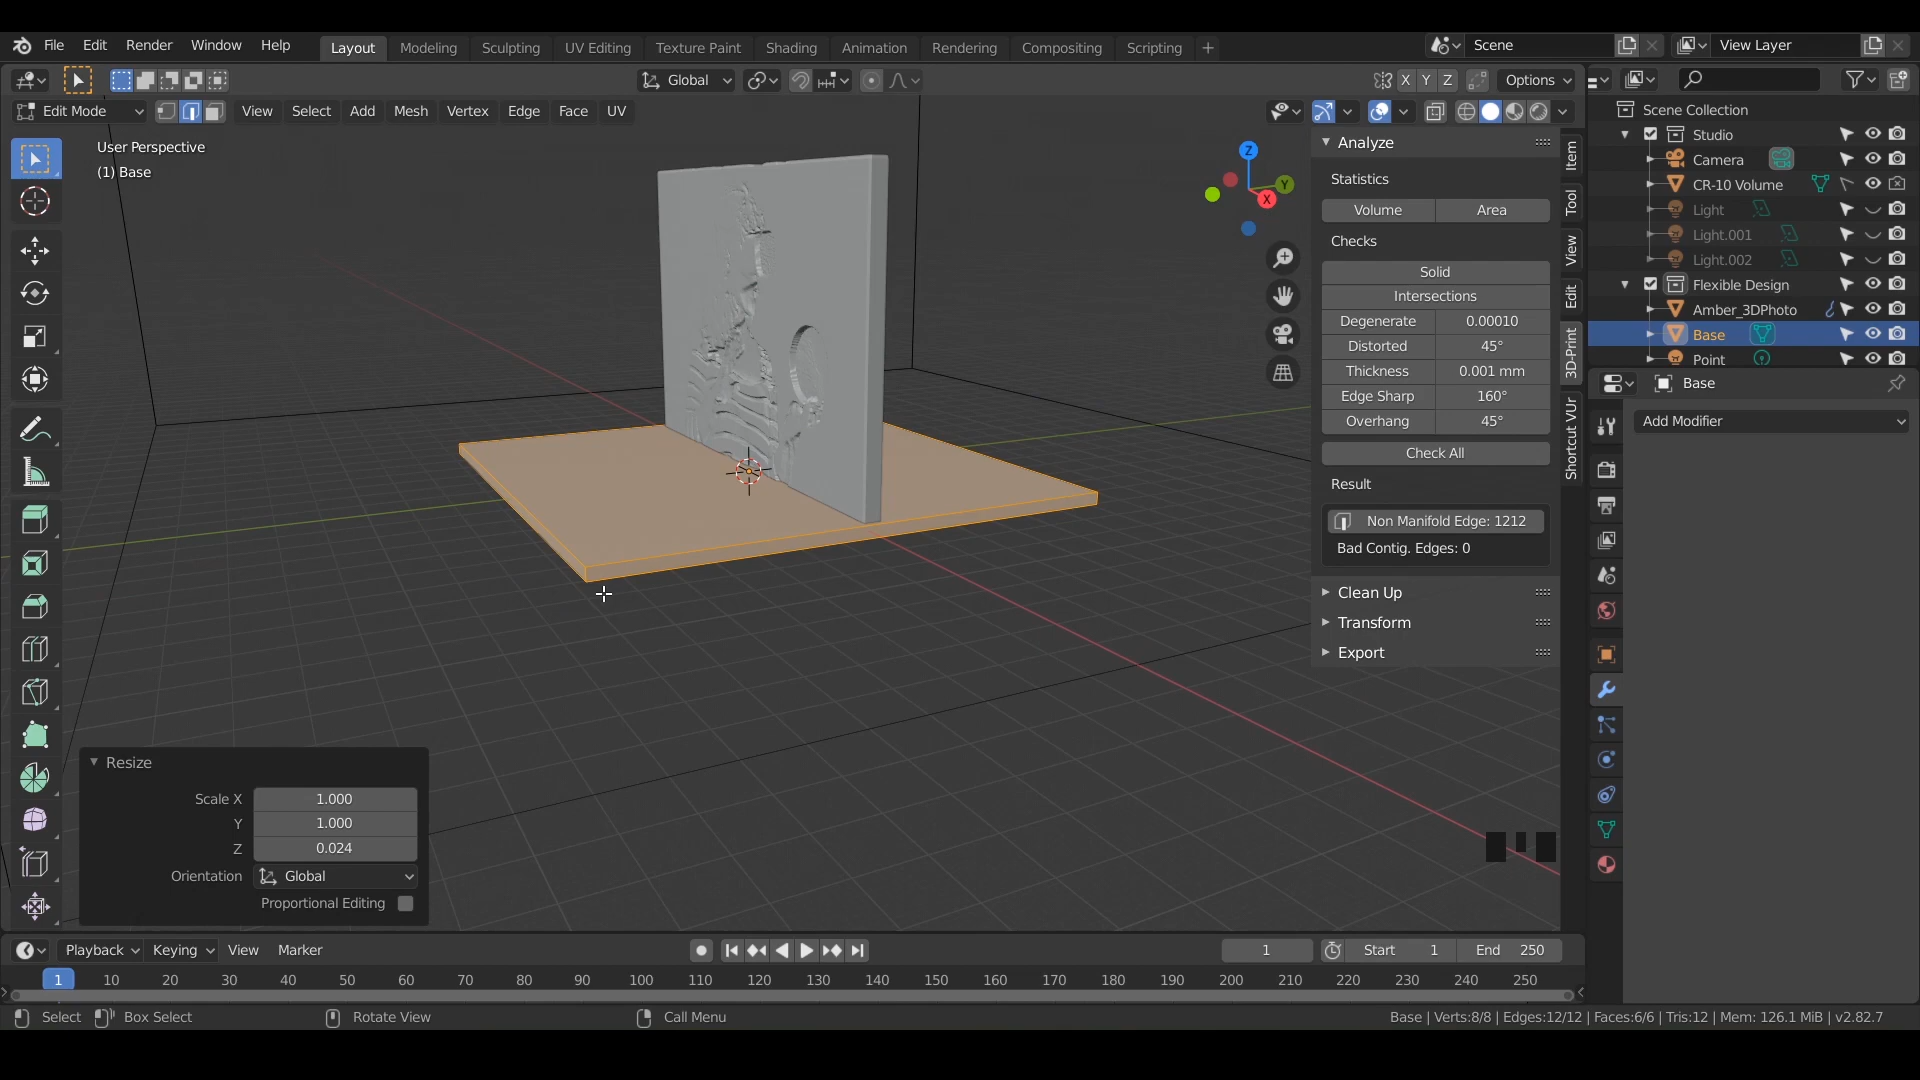 File Edit Render Window Help Layout Modeling Sculpting UV Editing Texture Paint Shading Animation Rendering Compositing Scripting + Scene View Layer
Global X Y Z Options
Edit Mode View Select Add Mesh Vertex Edge Face UV
User Perspective
(1) Base
Z
Y
X
Analyze
Statistics
Volume Area
Checks
Solid
Intersections
Degenerate 0.00010
Distorted 45°
Thickness 0.001 mm
Edge Sharp 160°
Overhang 45°
Check All
Result
Non Manifold Edge: 1212
Bad Contig. Edges: 0
Clean Up
Transform
Export
Item
Tool
View
Edit
3D-Print
Shortcut VUr
Scene Collection
Studio
Camera
CR-10 Volume
Light
Light.001
Light.002
Flexible Design
Amber_3DPhoto
Base
Point
Base
Add Modifier
Resize
Scale X 1.000
Y 1.000
Z 0.024
Orientation Global
Proportional Editing
Playback Keying View Marker 1 Start 1 End 250
1 10 20 30 40 50 60 70 80 90 100 110 120 130 140 150 160 170 180 190 200 210 220 230 240 250
Select Box Select Rotate View Call Menu Base | Verts:8/8 | Edges:12/12 | Faces:6/6 | Tris:12 | Mem: 126.1 MiB | v2.82.7